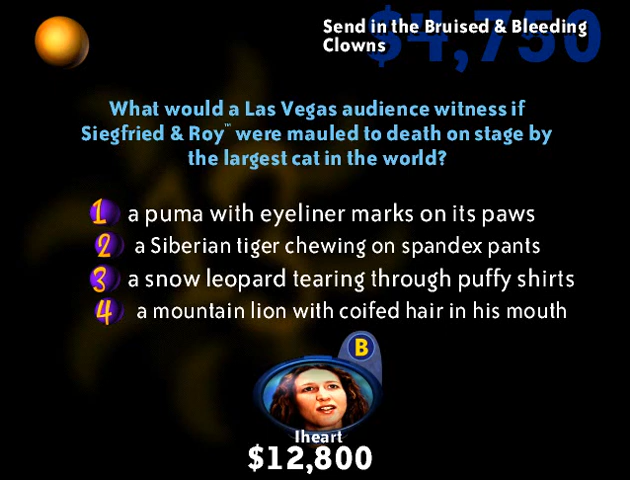 $4,750
Send in the Bruised & Bleeding
Clowns
What would a Las Vegas audience witness if
Siegfried & Roy™ were mauled to death on stage by
the largest cat in the world?
1 a puma with eyeliner marks on its paws
2 a Siberian tiger chewing on spandex pants
3 a snow leopard tearing through puffy shirts
4 a mountain lion with coifed hair in his mouth
B
Iheart
$12,800